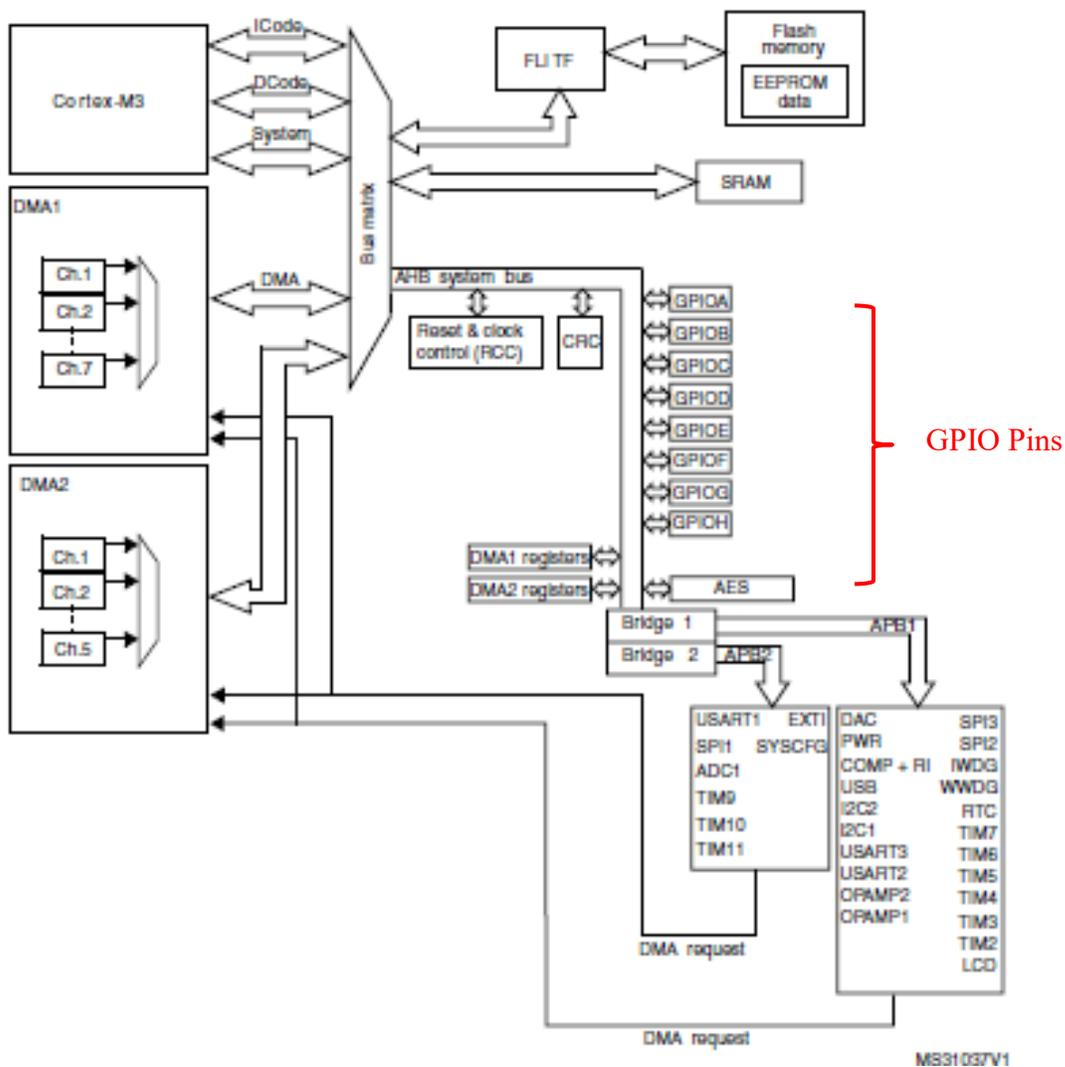 ICode
Cortex-M3
DCode
System
Bus matrix
FLITF
Flash
memory
EEPROM
data
SRAM
DMA1
Ch.1
Ch.2
Ch.7
DMA
AHB system bus
Reset & clock
control (RCC)
CRC
GPIOA
GPIOB
GPIOC
GPIOD
GPIOE
GPIOF
GPIOG
GPIOH
GPIO Pins
DMA2
Ch.1
Ch.2
Ch.5
DMA1 registers
DMA2 registers
AES
Bridge 1
Bridge 2
APB1
APB2
USART1 EXTI
SPI1 SYSCFG
ADC1
TIM9
TIM10
TIM11
DAC SPI3
PWR SPI2
COMP + RI IWDG
USB WWDG
I2C2 RTC
I2C1 TIM7
USART3 TIM6
USART2 TIM5
OPAMP2 TIM4
OPAMP1 TIM3
TIM2
LCD
DMA request
DMA request
MS31037V1